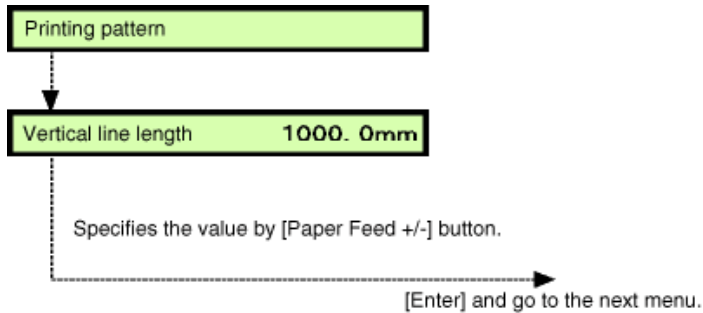 Printing pattern
Vertical line length 1000. 0mm
Specifies the value by [Paper Feed +/-] button.
[Enter] and go to the next menu.